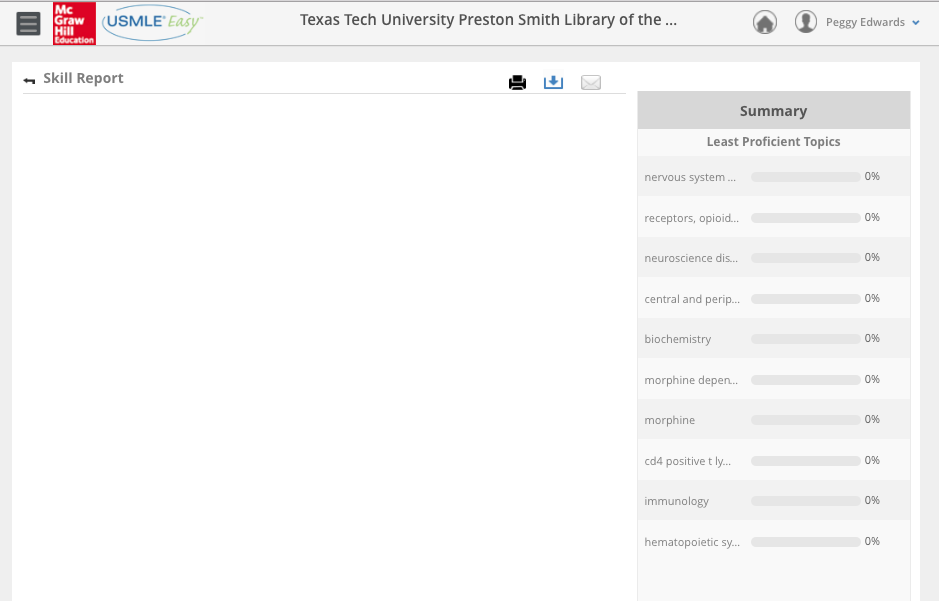 Mc
Graw
Hill
Education
USMLE® Easy™
Texas Tech University Preston Smith Library of the ...
Peggy Edwards
Skill Report
Summary
Least Proficient Topics
nervous system ... 0%
receptors, opioid... 0%
neuroscience dis... 0%
central and perip... 0%
biochemistry 0%
morphine depen... 0%
morphine 0%
cd4 positive t ly... 0%
immunology 0%
hematopoietic sy... 0%